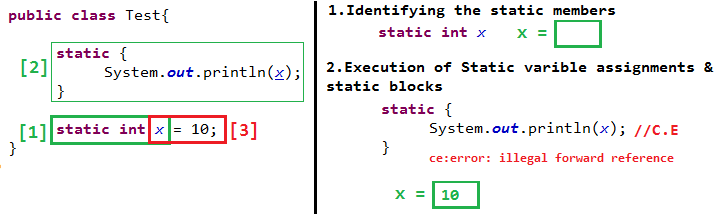 public class Test{
static {
[2]
System.out.println(x);
}
[1] static int x = 10; [3]
}
1.Identifying the static members
static int x x =
2.Execution of Static varible assignments &
static blocks
static {
System.out.println(x); //C.E
}
ce:error: illegal forward reference
x = 10